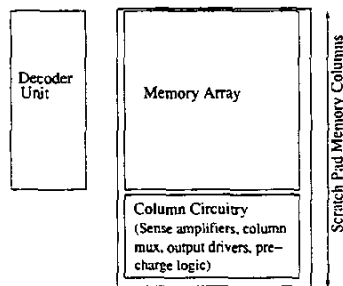 Decoder
Unit
Memory Array
Column Circuitry
(Sense amplifiers, column
mux, output drivers, pre-
charge logic)
Scratch Pad Memory Columns